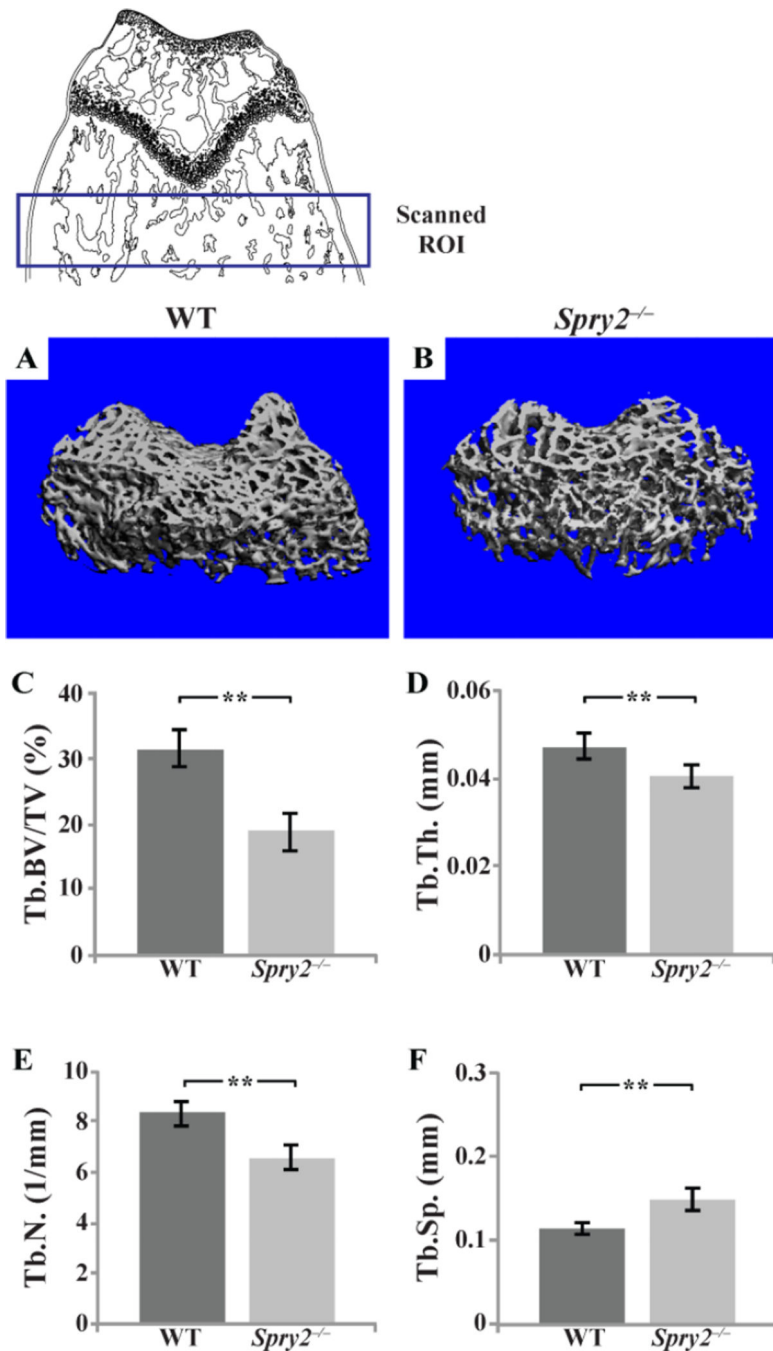 Scanned
ROI
WT
Spry2–/–
A
B
C
Tb.BV/TV (%)
40
30
20
10
0
**
WT
Spry2–/–
D
Tb.Th. (mm)
0.06
0.04
0.02
0
**
WT
Spry2–/–
E
Tb.N. (1/mm)
10
8
6
4
2
0
**
WT
Spry2–/–
F
Tb.Sp. (mm)
0.3
0.2
0.1
0
**
WT
Spry2–/–